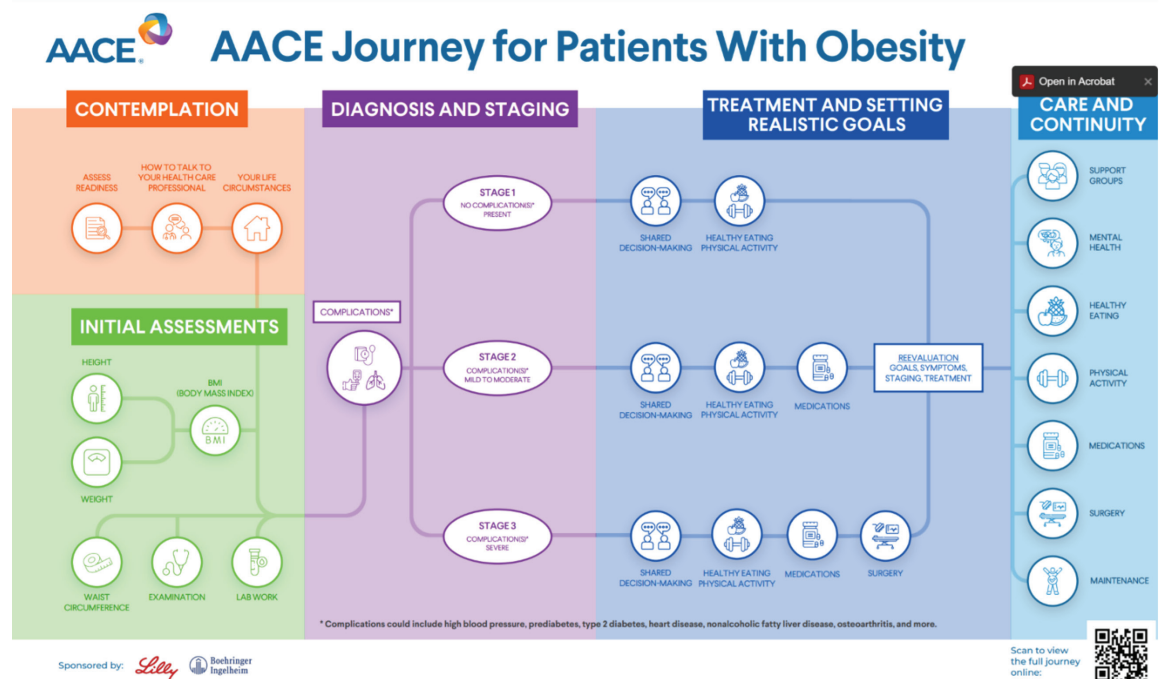 AACE
AACE Journey for Patients With Obesity
Open in Acrobat
CONTEMPLATION
ASSESS
READINESS
HOW TO TALK TO
YOUR HEALTH CARE
PROFESSIONAL
YOUR LIFE
CIRCUMSTANCES
INITIAL ASSESSMENTS
HEIGHT
BMI
(BODY MASS INDEX)
BMI
WEIGHT
WAIST
CIRCUMFERENCE
EXAMINATION
LAB WORK
DIAGNOSIS AND STAGING
COMPLICATIONS*
STAGE 1
NO COMPLICATION(S)*
PRESENT
STAGE 2
COMPLICATION(S)*
MILD TO MODERATE
STAGE 3
COMPLICATION(S)*
SEVERE
TREATMENT AND SETTING
REALISTIC GOALS
SHARED
DECISION-MAKING
HEALTHY EATING
PHYSICAL ACTIVITY
SHARED
DECISION-MAKING
HEALTHY EATING
PHYSICAL ACTIVITY
MEDICATIONS
SHARED
DECISION-MAKING
HEALTHY EATING
PHYSICAL ACTIVITY
MEDICATIONS
SURGERY
REEVALUATION
GOALS, SYMPTOMS,
STAGING, TREATMENT
CARE AND
CONTINUITY
SUPPORT
GROUPS
MENTAL
HEALTH
HEALTHY
EATING
PHYSICAL
ACTIVITY
MEDICATIONS
SURGERY
MAINTENANCE
* Complications could include high blood pressure, prediabetes, type 2 diabetes, heart disease, nonalcoholic fatty liver disease, osteoarthritis, and more.
Sponsored by:
Lilly
Boehringer
Ingelheim
Scan to view
the full journey
online: